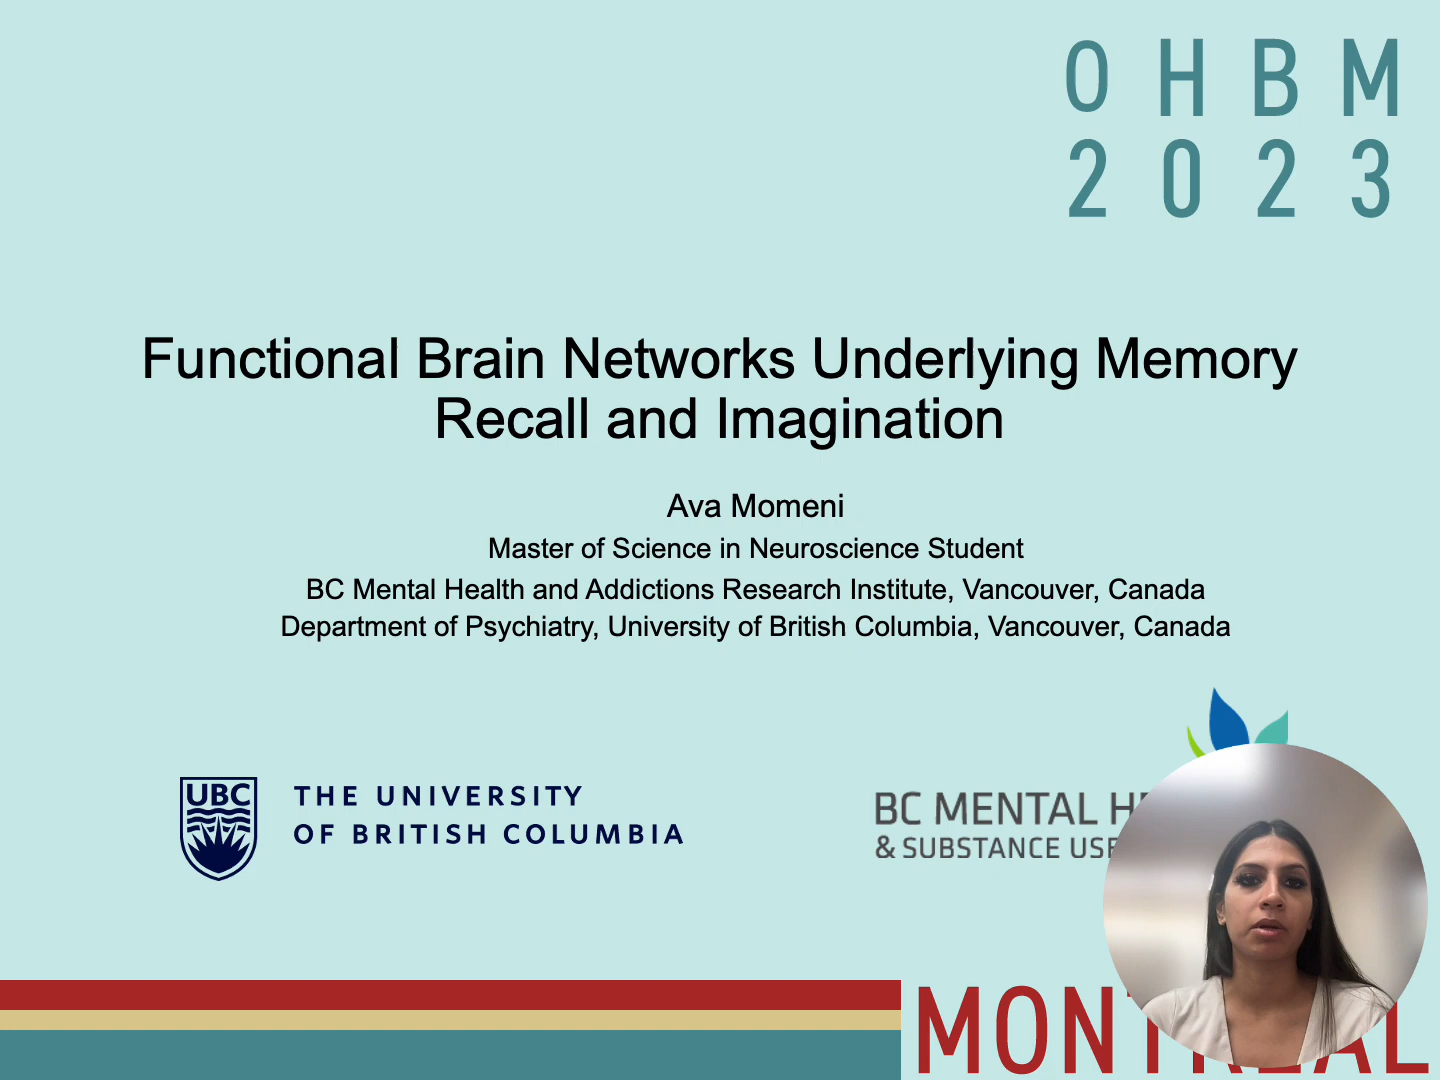 O H B M
2 0 2 3
Functional Brain Networks Underlying Memory
Recall and Imagination
Ava Momeni
Master of Science in Neuroscience Student
BC Mental Health and Addictions Research Institute, Vancouver, Canada
Department of Psychiatry, University of British Columbia, Vancouver, Canada
UBC
THE UNIVERSITY
OF BRITISH COLUMBIA
BC MENTAL
& SUBSTANCE USE
MONTREAL